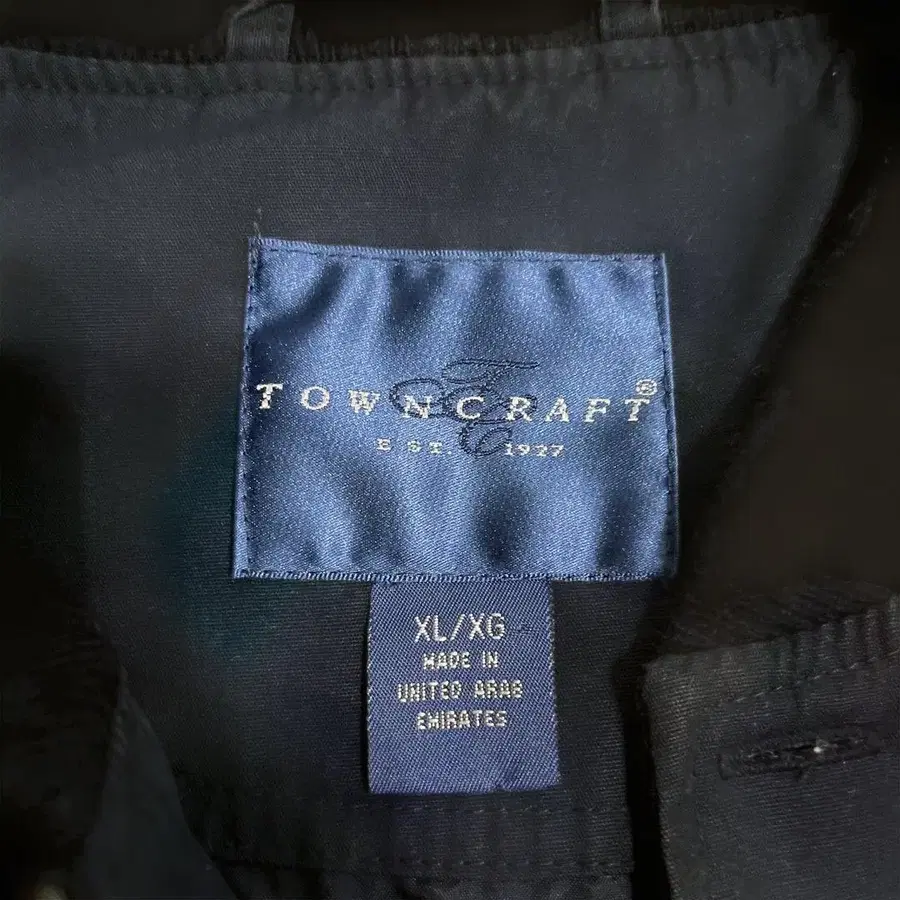 TOWNCRAFT®
EST. 1927
XL/XG
MADE IN
UNITED ARAB
EMIRATES